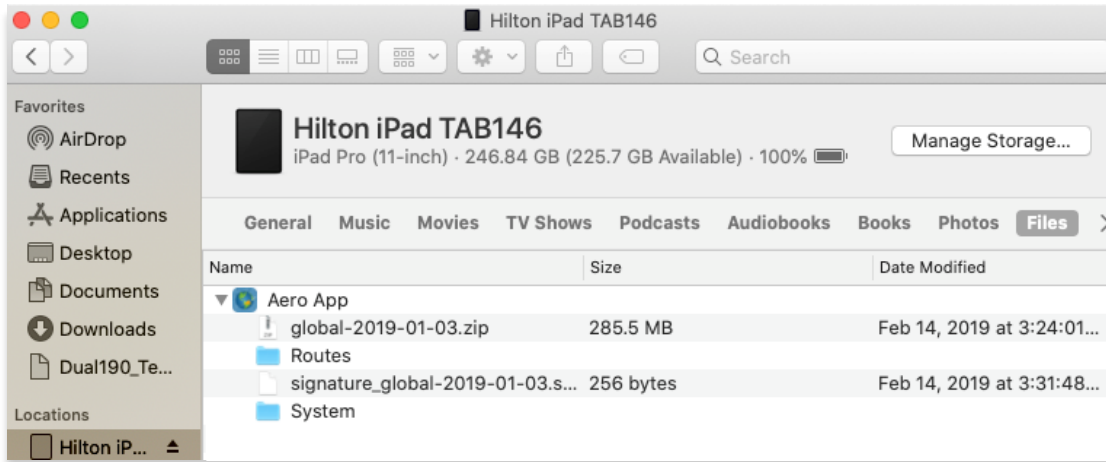 Hilton iPad TAB146
Search
Favorites
AirDrop
Recents
Applications
Desktop
Documents
Downloads
Dual190_Te...
Locations
Hilton iP...
Hilton iPad TAB146
iPad Pro (11-inch) · 246.84 GB (225.7 GB Available) · 100%
Manage Storage...
General Music Movies TV Shows Podcasts Audiobooks Books Photos Files
Name Size Date Modified
Aero App
global-2019-01-03.zip 285.5 MB Feb 14, 2019 at 3:24:01...
Routes
signature_global-2019-01-03.s... 256 bytes Feb 14, 2019 at 3:31:48...
System